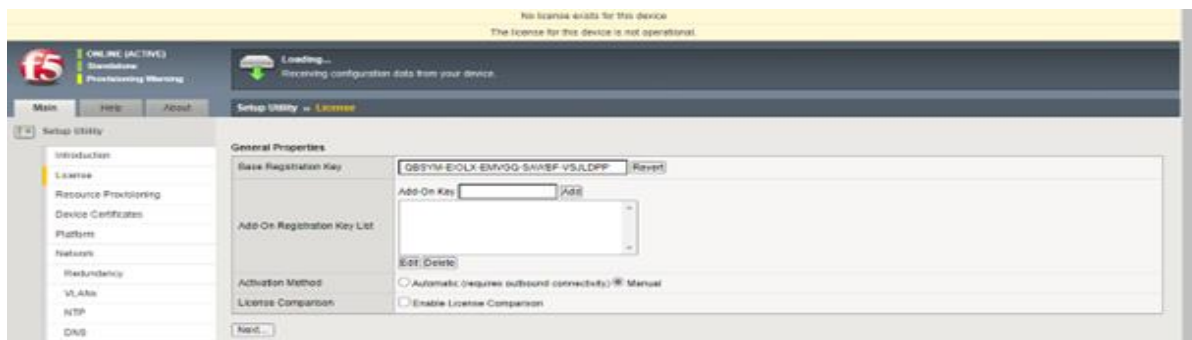 No license exists for this device
The license for this device is not operational.
f5
ONLINE (ACTIVE)
Standalone
Provisioning Warning
Loading...
Receiving configuration data from your device.
Main Help About
Setup Utility » License
Setup Utility
Introduction
License
Resource Provisioning
Device Certificates
Platform
Network
Redundancy
VLANs
NTP
DNS
General Properties
Base Registration Key Revert
Add-On Registration Key List
Add-On Key Add
Edit Delete
Activation Method Automatic (requires outbound connectivity) Manual
License Comparison Enable License Comparison
Next...